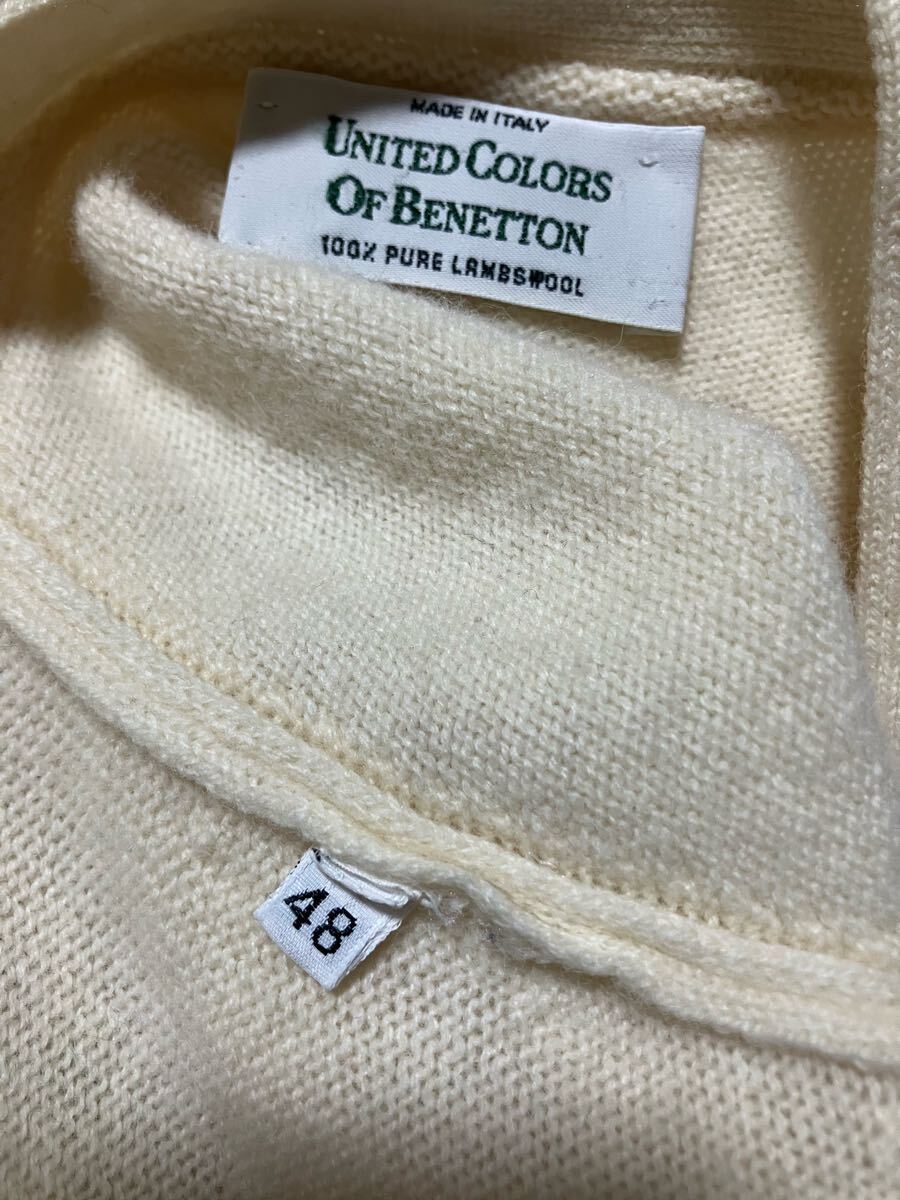 MADE IN ITALY
UNITED COLORS
OF BENETTON
100% PURE LAMBSWOOL
48